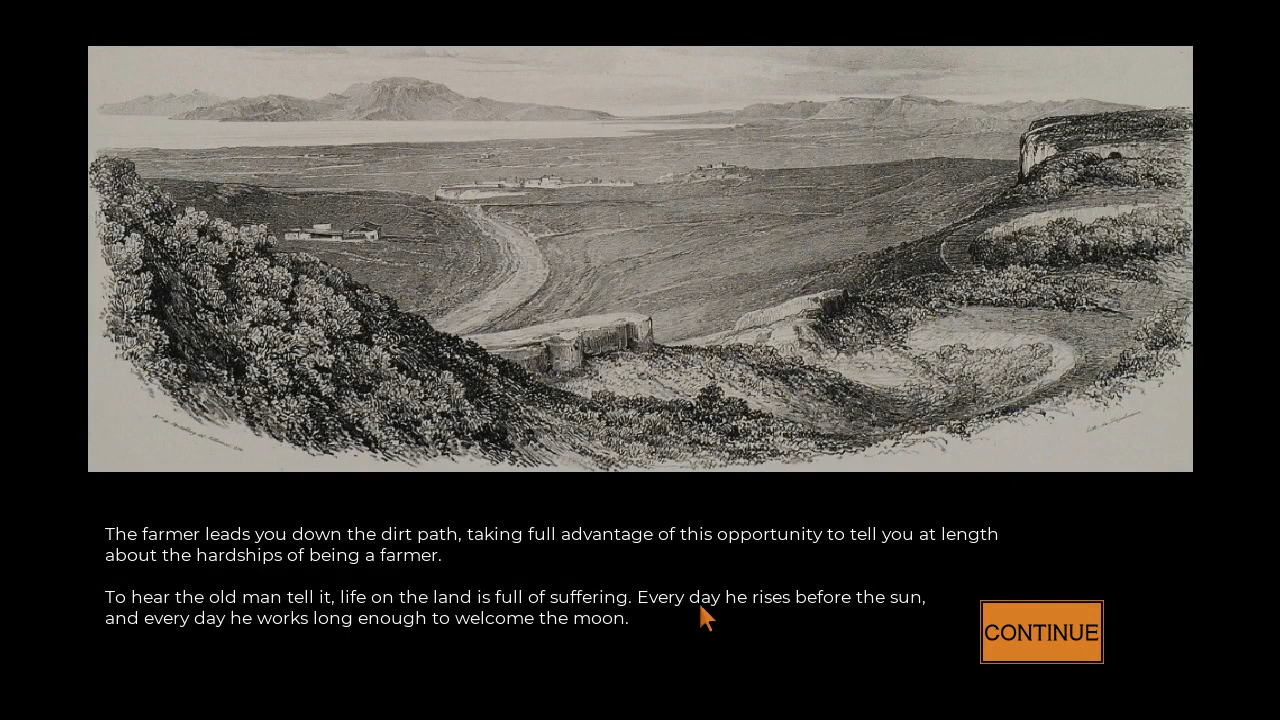 The farmer leads you down the dirt path, taking full advantage of this opportunity to tell you at length
about the hardships of being a farmer.
To hear the old man tell it, life on the land is full of suffering. Every day he rises before the sun,
and every day he works long enough to welcome the moon.
CONTINUE